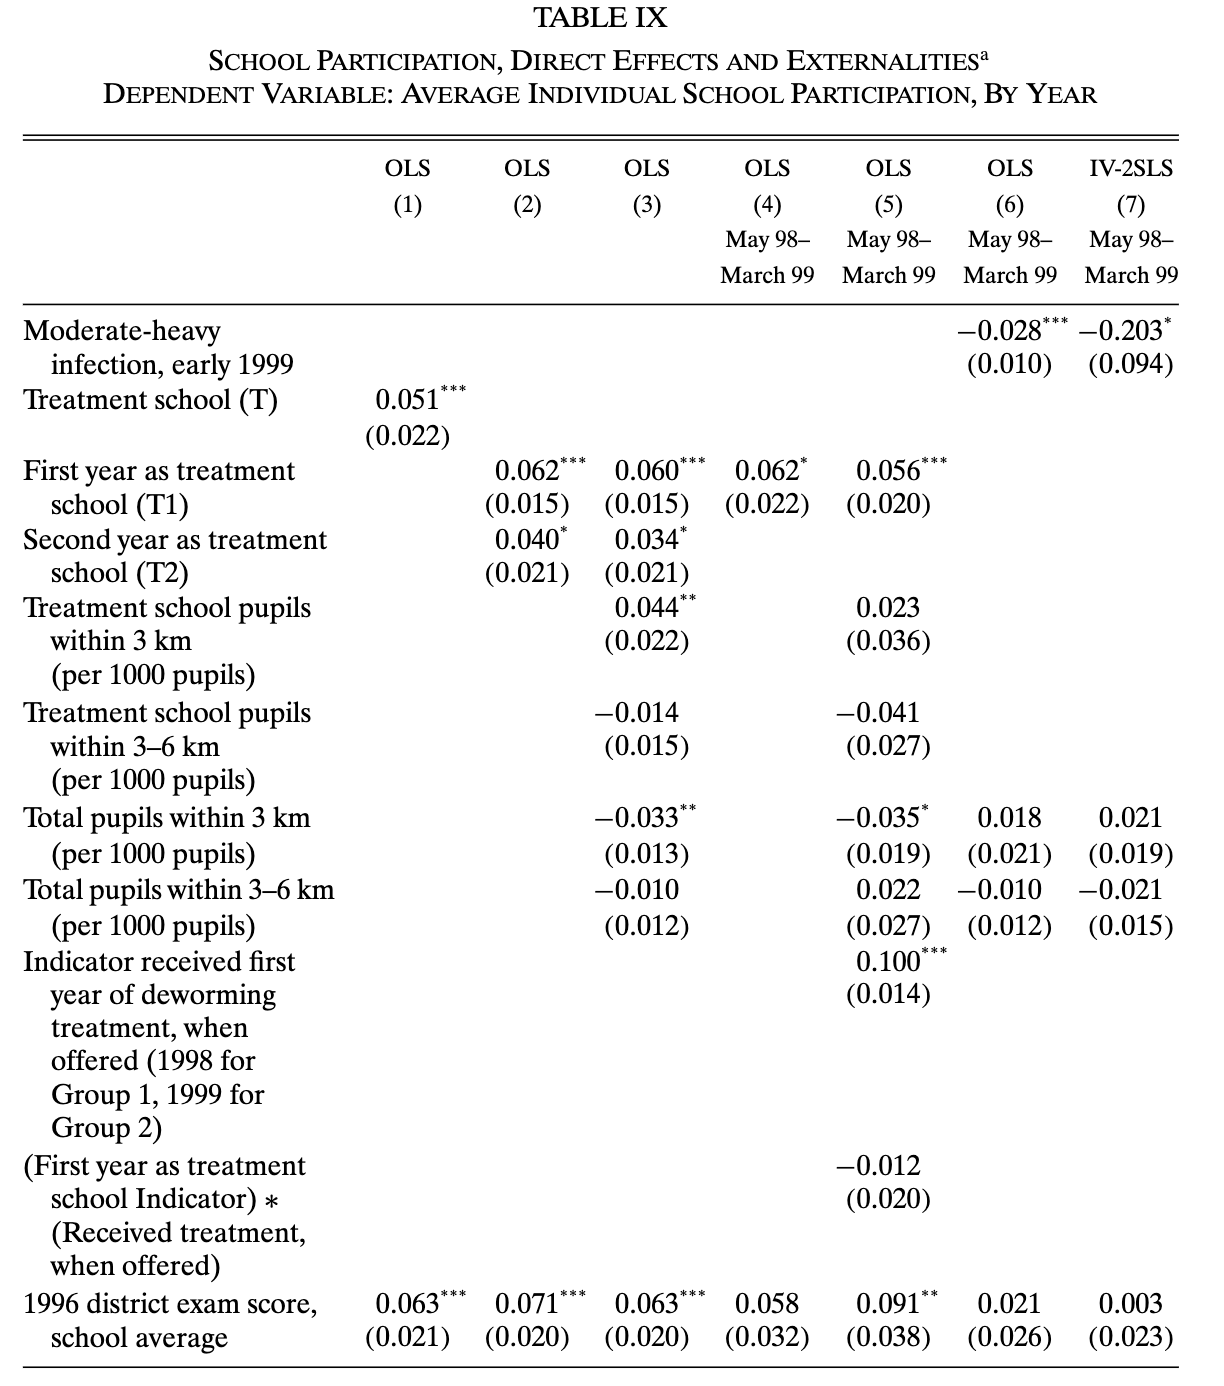 TABLE IX
SCHOOL PARTICIPATION, DIRECT EFFECTS AND EXTERNALITIESa
DEPENDENT VARIABLE: AVERAGE INDIVIDUAL SCHOOL PARTICIPATION, BY YEAR
OLS OLS OLS OLS OLS OLS IV-2SLS
(1) (2) (3) (4) (5) (6) (7)
May 98– May 98– May 98– May 98–
March 99 March 99 March 99 March 99
Moderate-heavy −0.028*** −0.203*
infection, early 1999 (0.010) (0.094)
Treatment school (T) 0.051***
(0.022)
First year as treatment 0.062*** 0.060*** 0.062* 0.056***
school (T1) (0.015) (0.015) (0.022) (0.020)
Second year as treatment 0.040* 0.034*
school (T2) (0.021) (0.021)
Treatment school pupils 0.044** 0.023
within 3 km (0.022) (0.036)
(per 1000 pupils)
Treatment school pupils −0.014 −0.041
within 3–6 km (0.015) (0.027)
(per 1000 pupils)
Total pupils within 3 km −0.033** −0.035* 0.018 0.021
(per 1000 pupils) (0.013) (0.019) (0.021) (0.019)
Total pupils within 3–6 km −0.010 0.022 −0.010 −0.021
(per 1000 pupils) (0.012) (0.027) (0.012) (0.015)
Indicator received first 0.100***
year of deworming (0.014)
treatment, when
offered (1998 for
Group 1, 1999 for
Group 2)
(First year as treatment −0.012
school Indicator) ∗ (0.020)
(Received treatment,
when offered)
1996 district exam score, 0.063*** 0.071*** 0.063*** 0.058 0.091** 0.021 0.003
school average (0.021) (0.020) (0.020) (0.032) (0.038) (0.026) (0.023)